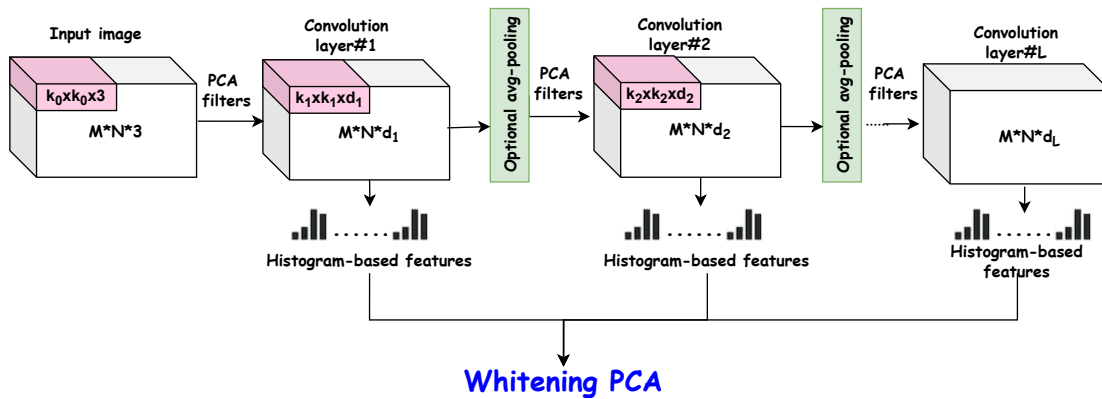 Input image
k₀xk₀x3
M*N*3
PCA
filters
Convolution
layer#1
k₁xk₁xd₁
M*N*d₁
Optional avg-pooling
PCA
filters
Convolution
layer#2
k₂xk₂xd₂
M*N*d₂
Optional avg-pooling
PCA
filters
Convolution
layer#L
M*N*d_L
Histogram-based features
Histogram-based features
Histogram-based
features
Whitening PCA